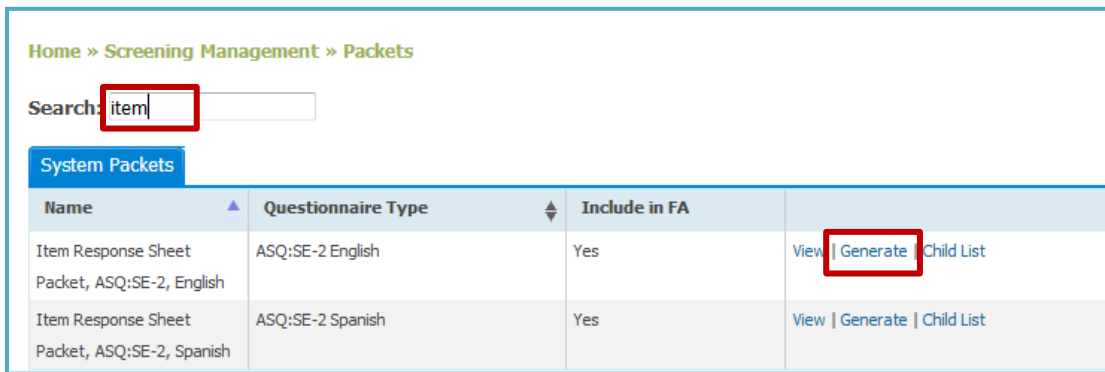 Home » Screening Management » Packets
Search: item
System Packets
Name Questionnaire Type Include in FA
Item Response Sheet ASQ:SE-2 English Yes View | Generate | Child List
Packet, ASQ:SE-2, English
Item Response Sheet ASQ:SE-2 Spanish Yes View | Generate | Child List
Packet, ASQ:SE-2, Spanish